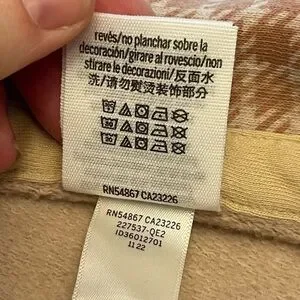 revés/no planchar sobre la
decoración/girare al rovescio/non
stirare le decorazioni/反面水
洗/请勿熨烫装饰部分
RN54867 CA23226
RN54867 CA23226
227537-QE2
ID36012701
11 22